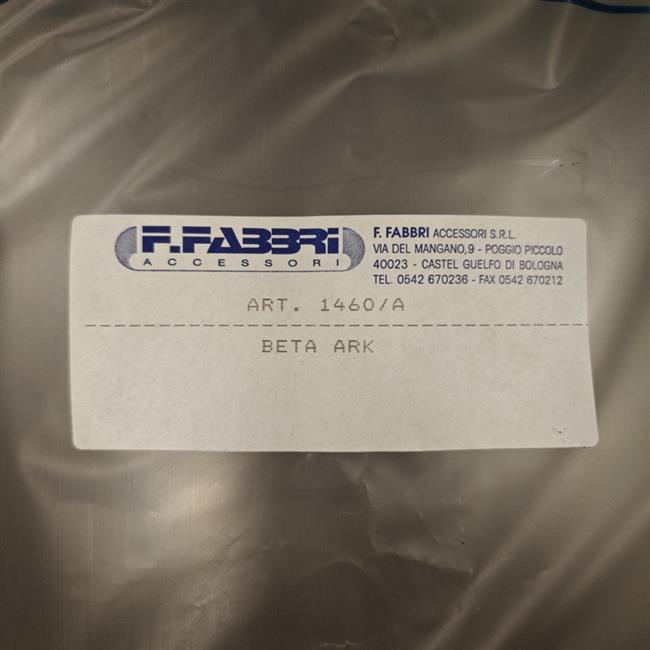 F.FABBRI
ACCESSORI
F. FABBRI ACCESSORI S.R.L.
VIA DEL MANGANO,9 - POGGIO PICCOLO
40023 - CASTEL GUELFO DI BOLOGNA
TEL. 0542 670236 - FAX 0542 670212
ART. 1460/A
BETA ARK